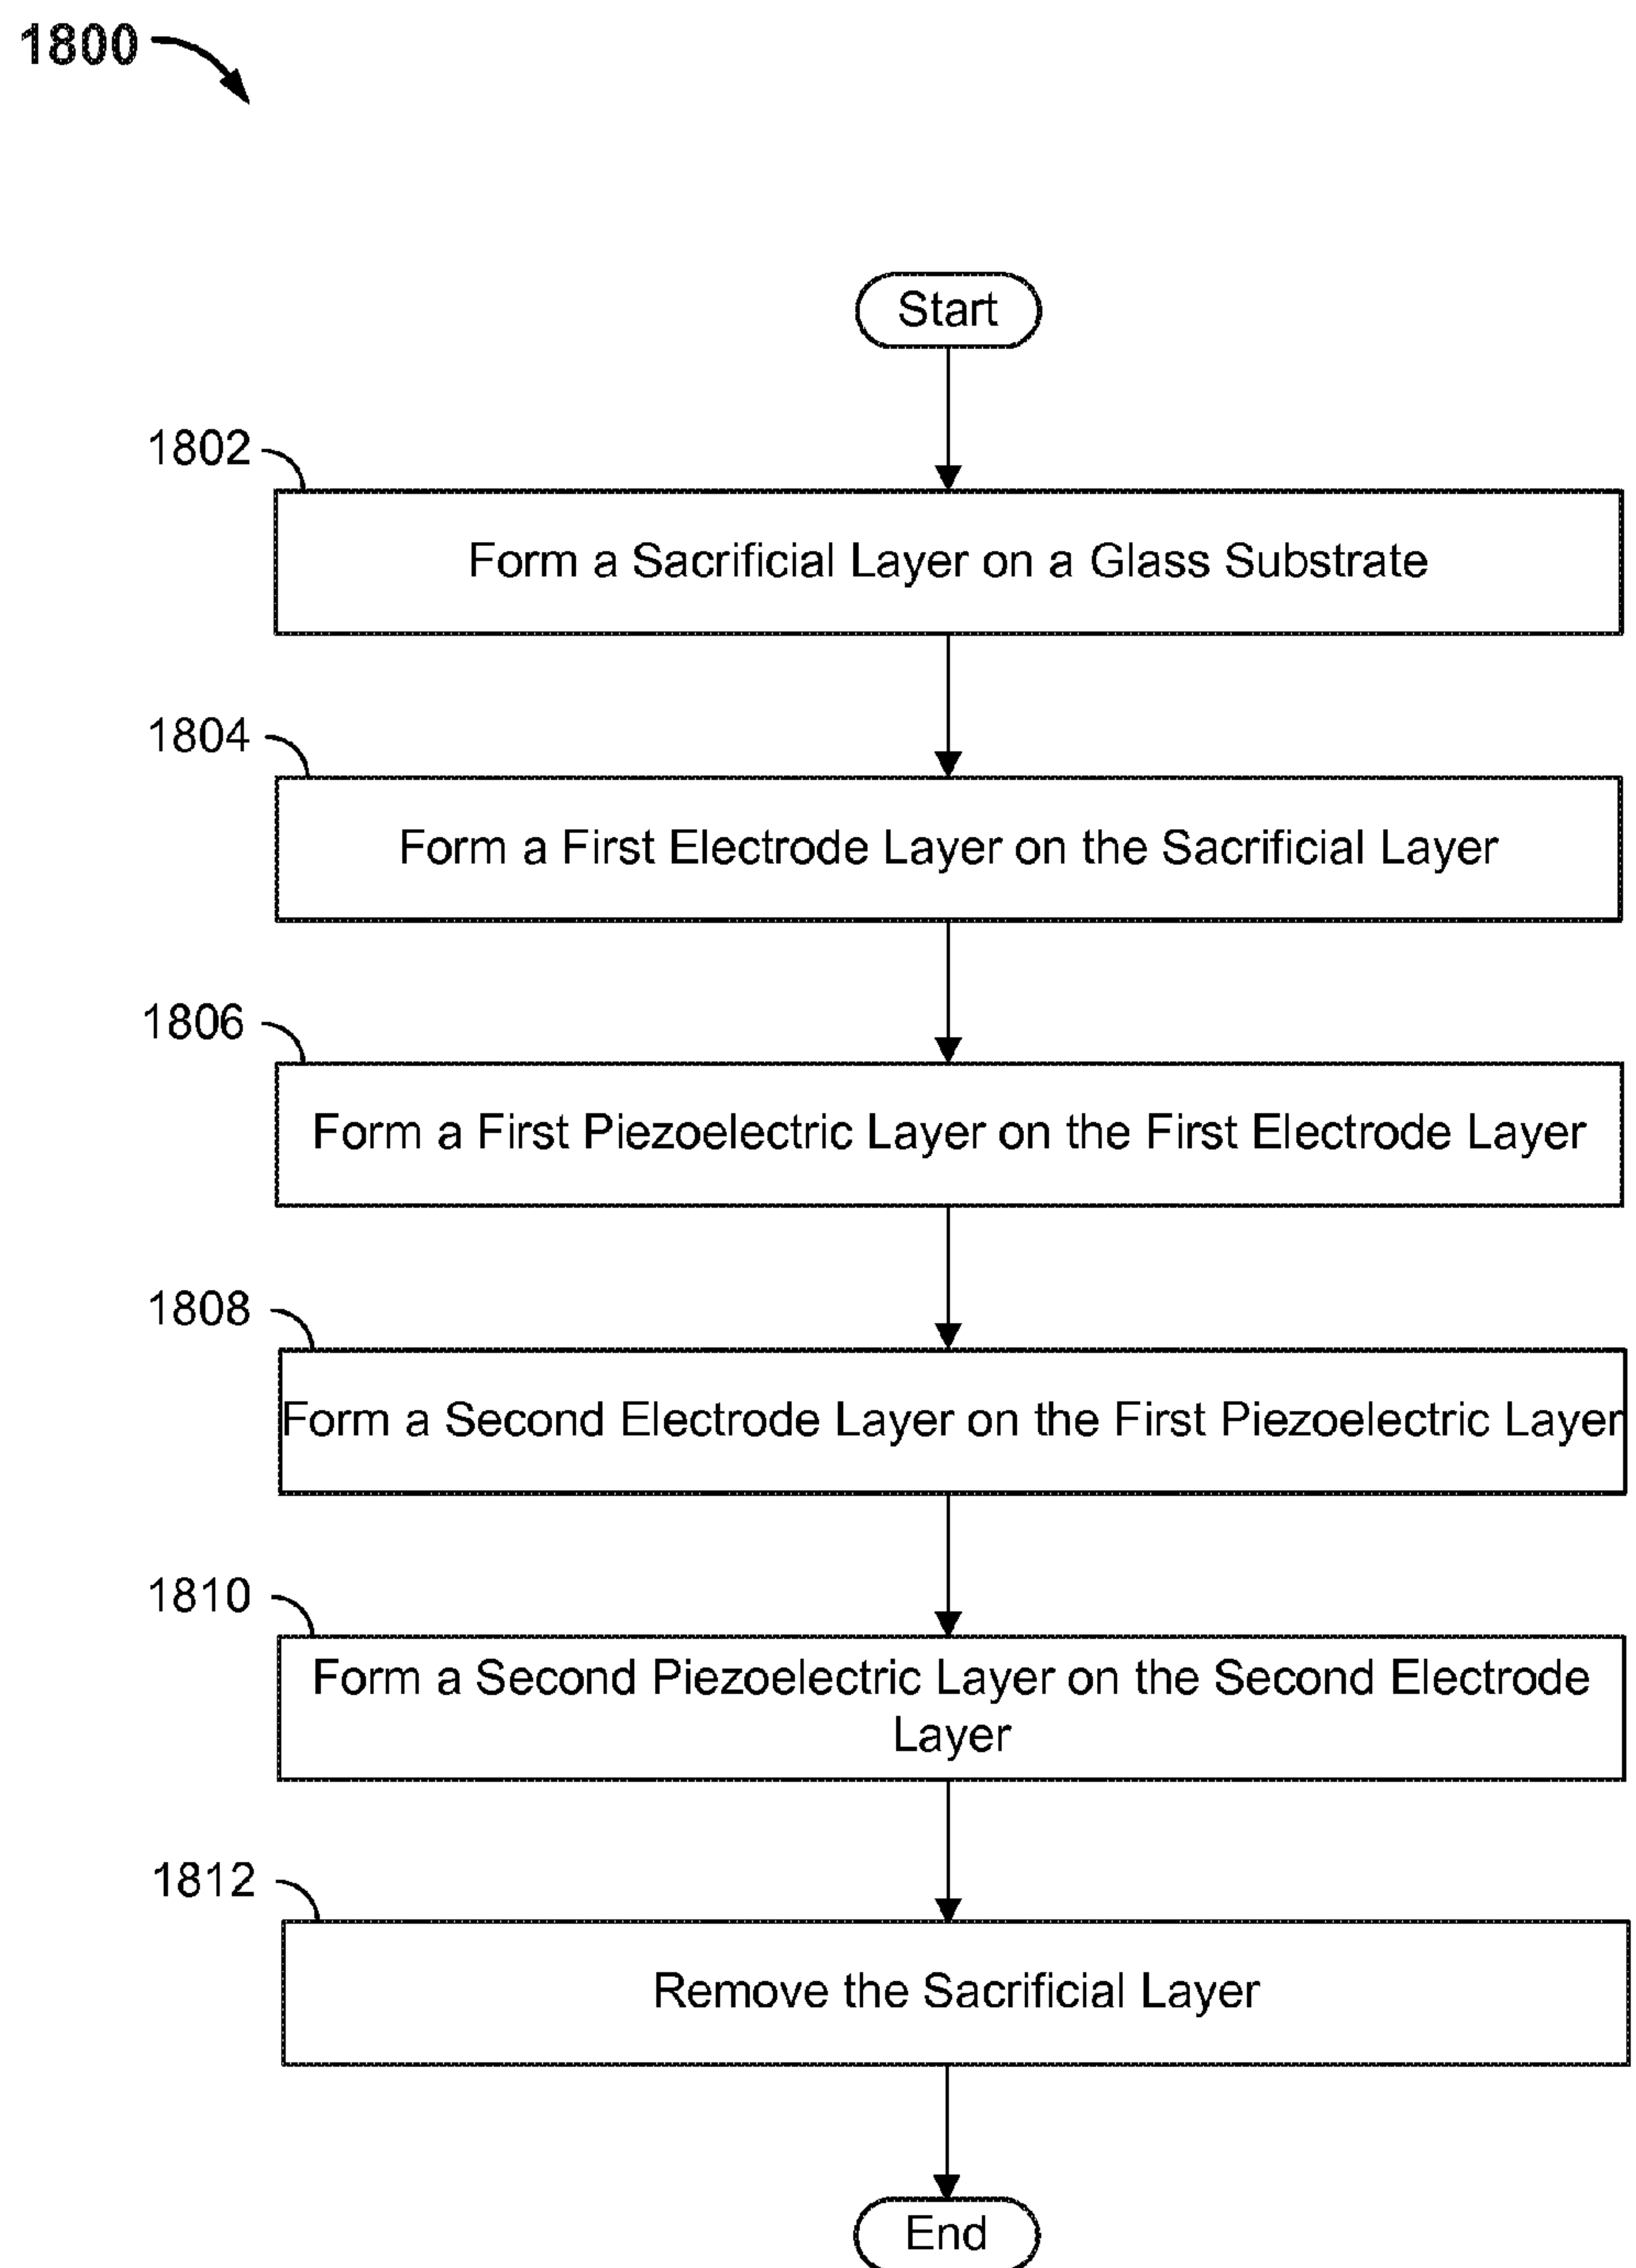 1800
Start
1802
Form a Sacrificial Layer on a Glass Substrate
1804
Form a First Electrode Layer on the Sacrificial Layer
1806
Form a First Piezoelectric Layer on the First Electrode Layer
1808
Form a Second Electrode Layer on the First Piezoelectric Layer
1810
Form a Second Piezoelectric Layer on the Second Electrode
Layer
1812
Remove the Sacrificial Layer
End